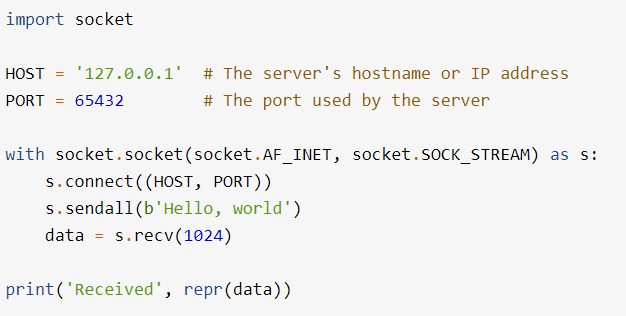 import socket

HOST = '127.0.0.1'  # The server's hostname or IP address
PORT = 65432        # The port used by the server

with socket.socket(socket.AF_INET, socket.SOCK_STREAM) as s:
    s.connect((HOST, PORT))
    s.sendall(b'Hello, world')
    data = s.recv(1024)

print('Received', repr(data))